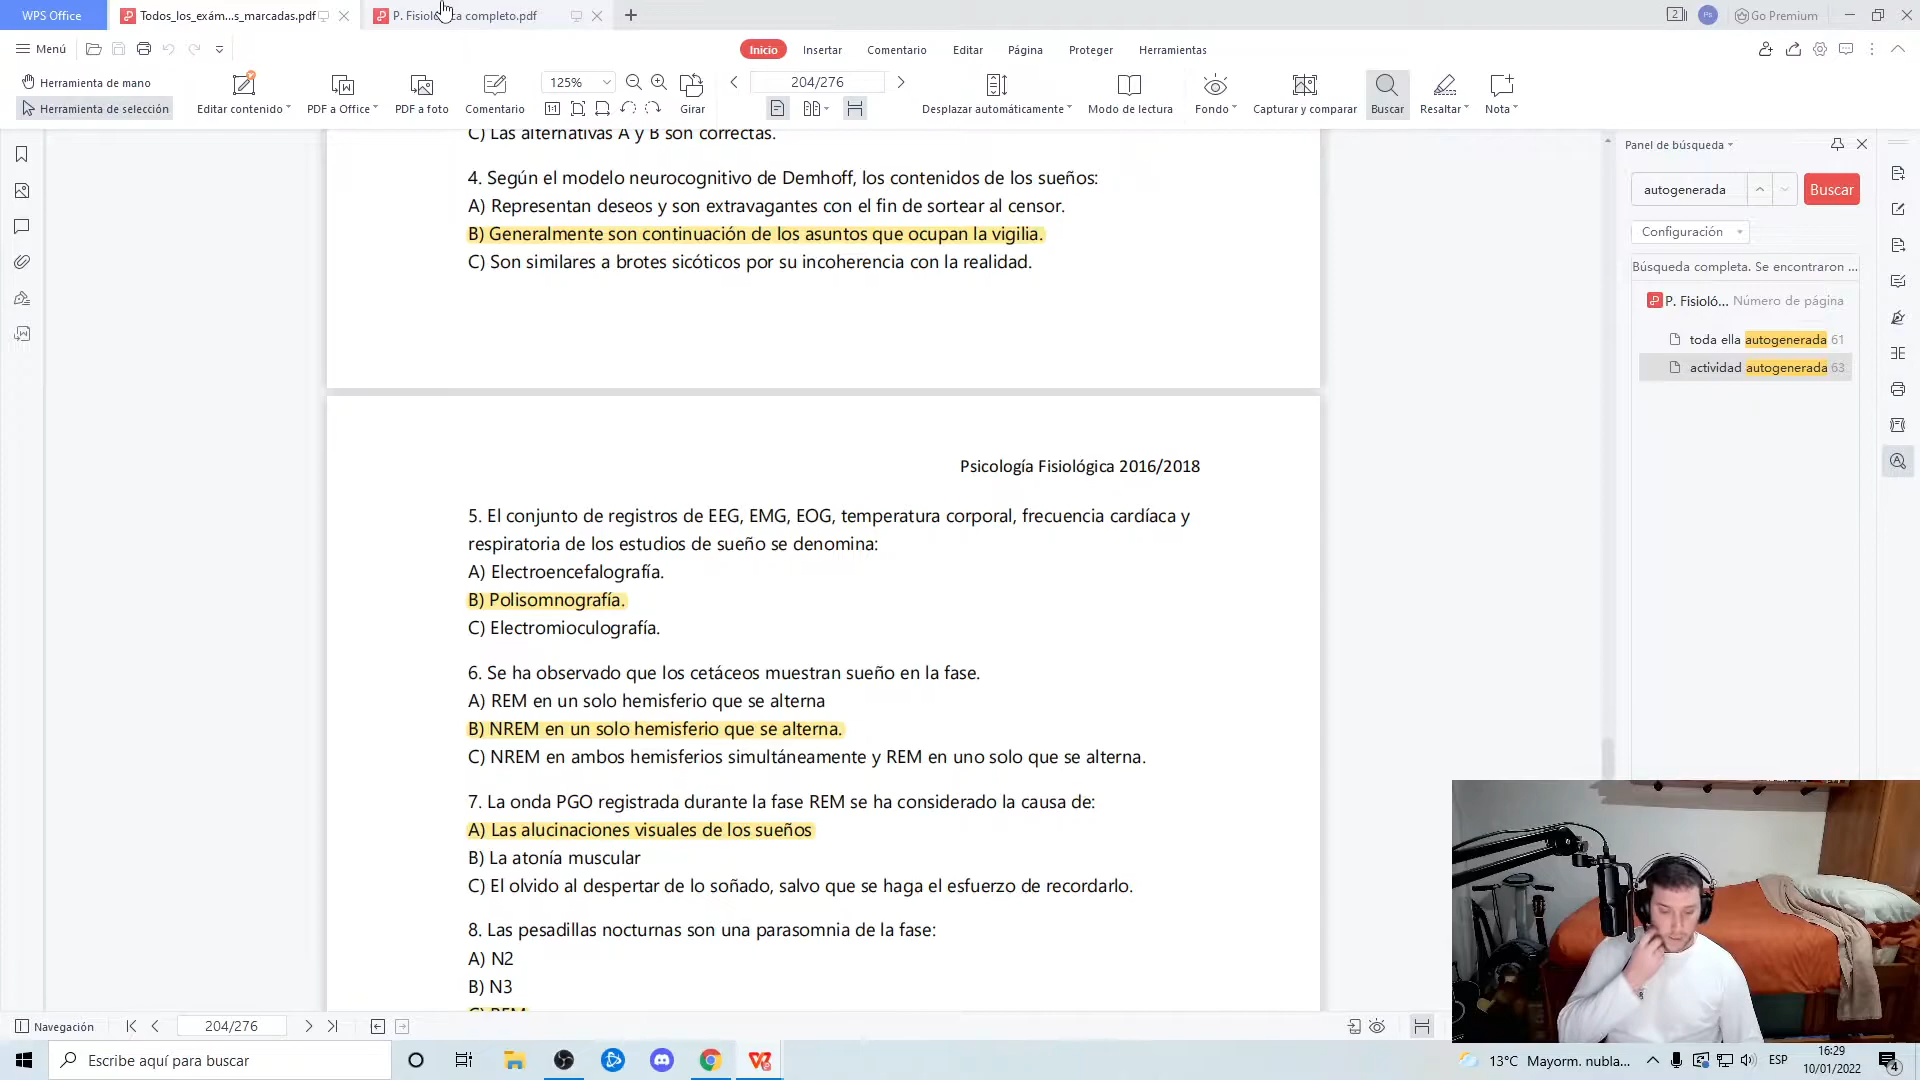 WPS Office
Todos_los_exám...s_marcadas.pdf
P. Fisioló ca completo.pdf
2
Go Premium
Menú
Inicio
Insertar
Comentario
Editar
Página
Proteger
Herramientas
Herramienta de mano
Herramienta de selección
Editar contenido
PDF a Office
PDF a foto
Comentario
125%
Girar
204/276
Desplazar automáticamente
Modo de lectura
Fondo
Capturar y comparar
Buscar
Resaltar
Nota
C) Las alternativas A y B son correctas.
4. Según el modelo neurocognitivo de Demhoff, los contenidos de los sueños:
A) Representan deseos y son extravagantes con el fin de sortear al censor.
B) Generalmente son continuación de los asuntos que ocupan la vigilia.
C) Son similares a brotes sicóticos por su incoherencia con la realidad.
Psicología Fisiológica 2016/2018
5. El conjunto de registros de EEG, EMG, EOG, temperatura corporal, frecuencia cardíaca y
respiratoria de los estudios de sueño se denomina:
A) Electroencefalografía.
B) Polisomnografía.
C) Electromioculografía.
6. Se ha observado que los cetáceos muestran sueño en la fase.
A) REM en un solo hemisferio que se alterna
B) NREM en un solo hemisferio que se alterna.
C) NREM en ambos hemisferios simultáneamente y REM en uno solo que se alterna.
7. La onda PGO registrada durante la fase REM se ha considerado la causa de:
A) Las alucinaciones visuales de los sueños
B) La atonía muscular
C) El olvido al despertar de lo soñado, salvo que se haga el esfuerzo de recordarlo.
8. Las pesadillas nocturnas son una parasomnia de la fase:
A) N2
B) N3
C) REM
Panel de búsqueda
autogenerada
Buscar
Configuración
Búsqueda completa. Se encontraron ...
P. Fisioló... Número de página
toda ella autogenerada 61
actividad autogenerada 63
Navegación
204/276
Escribe aquí para buscar
13°C Mayorm. nubla...
ESP
16:29
10/01/2022
4